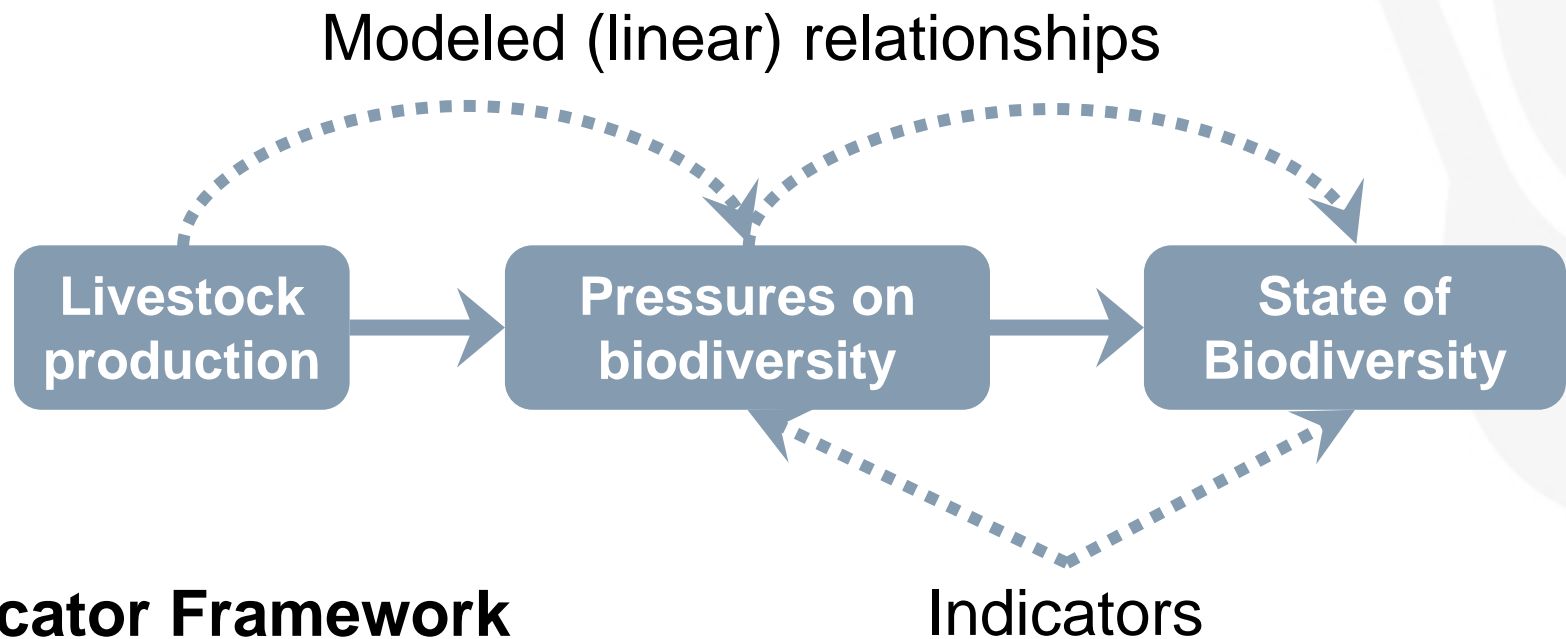 Modeled (linear) relationships
Livestock
production
Pressures on
biodiversity
State of
Biodiversity
cator Framework
Indicators